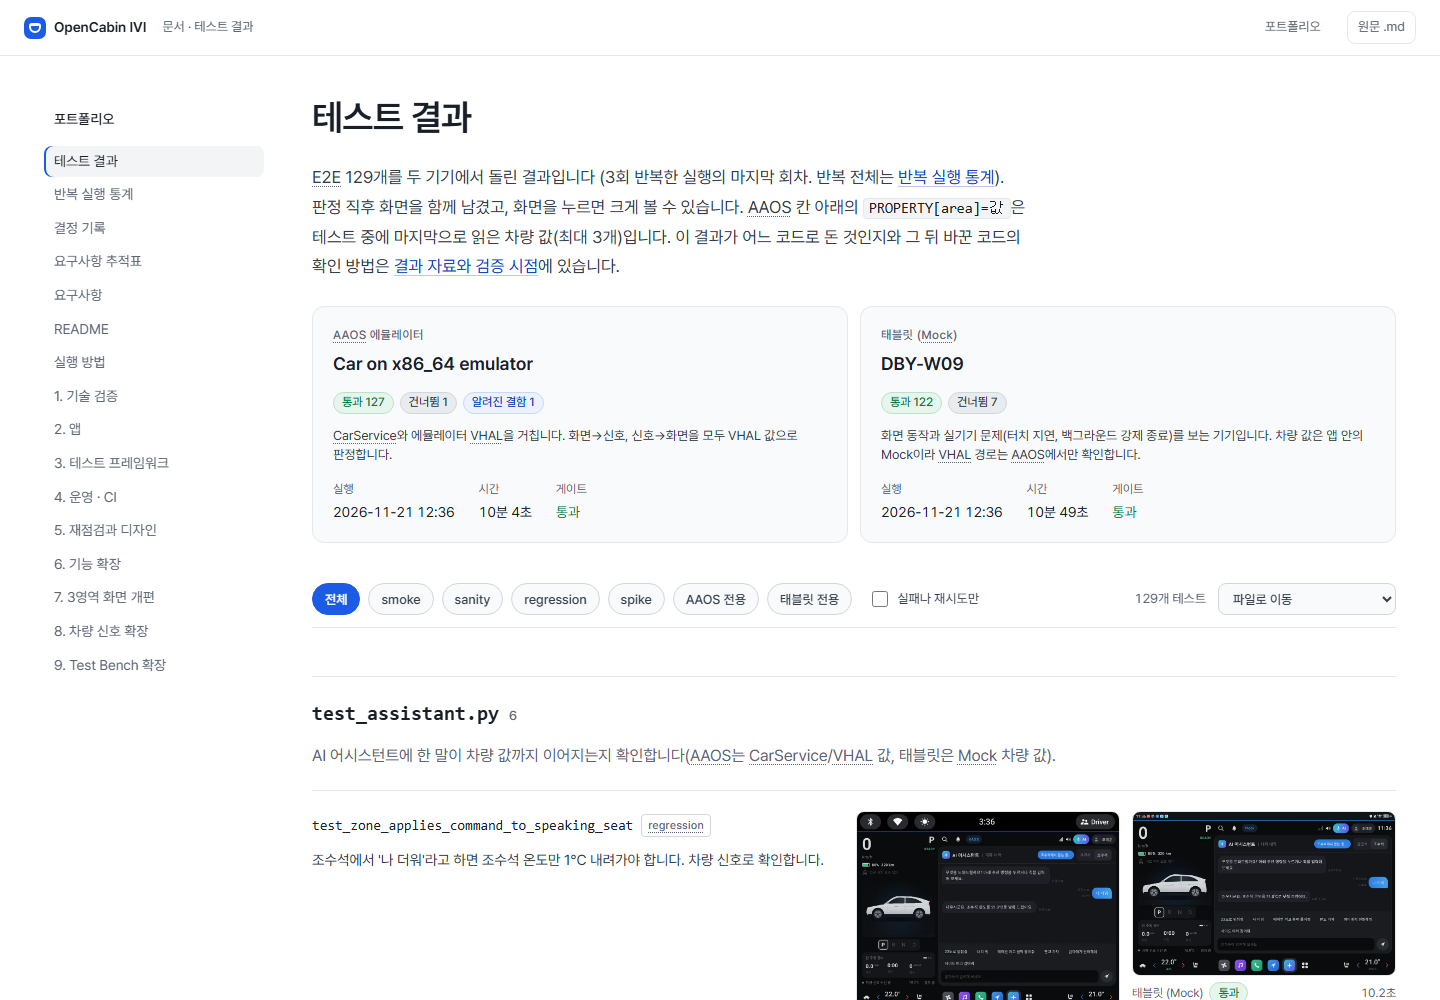 OpenCabin IVI
문서 · 테스트 결과
포트폴리오
원문 .md
포트폴리오
테스트 결과
반복 실행 통계
결정 기록
요구사항 추적표
요구사항
README
실행 방법
1. 기술 검증
2. 앱
3. 테스트 프레임워크
4. 운영 · CI
5. 재점검과 디자인
6. 기능 확장
7. 3영역 화면 개편
8. 차량 신호 확장
9. Test Bench 확장
테스트 결과
E2E 129개를 두 기기에서 돌린 결과입니다 (3회 반복한 실행의 마지막 회차. 반복 전체는 반복 실행 통계).
판정 직후 화면을 함께 남겼고, 화면을 누르면 크게 볼 수 있습니다. AAOS 칸 아래의 PROPERTY[area]=값 은
테스트 중에 마지막으로 읽은 차량 값(최대 3개)입니다. 이 결과가 어느 코드로 돈 것인지와 그 뒤 바꾼 코드의
확인 방법은 결과 자료와 검증 시점에 있습니다.
AAOS 에뮬레이터
Car on x86_64 emulator
통과 127 건너뜀 1 알려진 결함 1
CarService와 에뮬레이터 VHAL을 거칩니다. 화면→신호, 신호→화면을 모두 VHAL 값으로
판정합니다.
실행 시간 게이트
2026-11-21 12:36 10분 4초 통과
태블릿 (Mock)
DBY-W09
통과 122 건너뜀 7
화면 동작과 실기기 문제(터치 지연, 백그라운드 강제 종료)를 보는 기기입니다. 차량 값은 앱 안의
Mock이라 VHAL 경로는 AAOS에서만 확인합니다.
실행 시간 게이트
2026-11-21 12:36 10분 49초 통과
전체 smoke sanity regression spike AAOS 전용 태블릿 전용 실패나 재시도만 129개 테스트 파일로 이동
test_assistant.py 6
AI 어시스턴트에 한 말이 차량 값까지 이어지는지 확인합니다(AAOS는 CarService/VHAL 값, 태블릿은 Mock 차량 값).
test_zone_applies_command_to_speaking_seat regression
조수석에서 '나 더워'라고 하면 조수석 온도만 1°C 내려가야 합니다. 차량 신호로 확인합니다.
3:36 Driver
0 P
AI 어시스턴트
22.0° 21.0°
11:36
0 P
AI 어시스턴트
22.0° 21.0°
태블릿 (Mock) 통과 10.2초